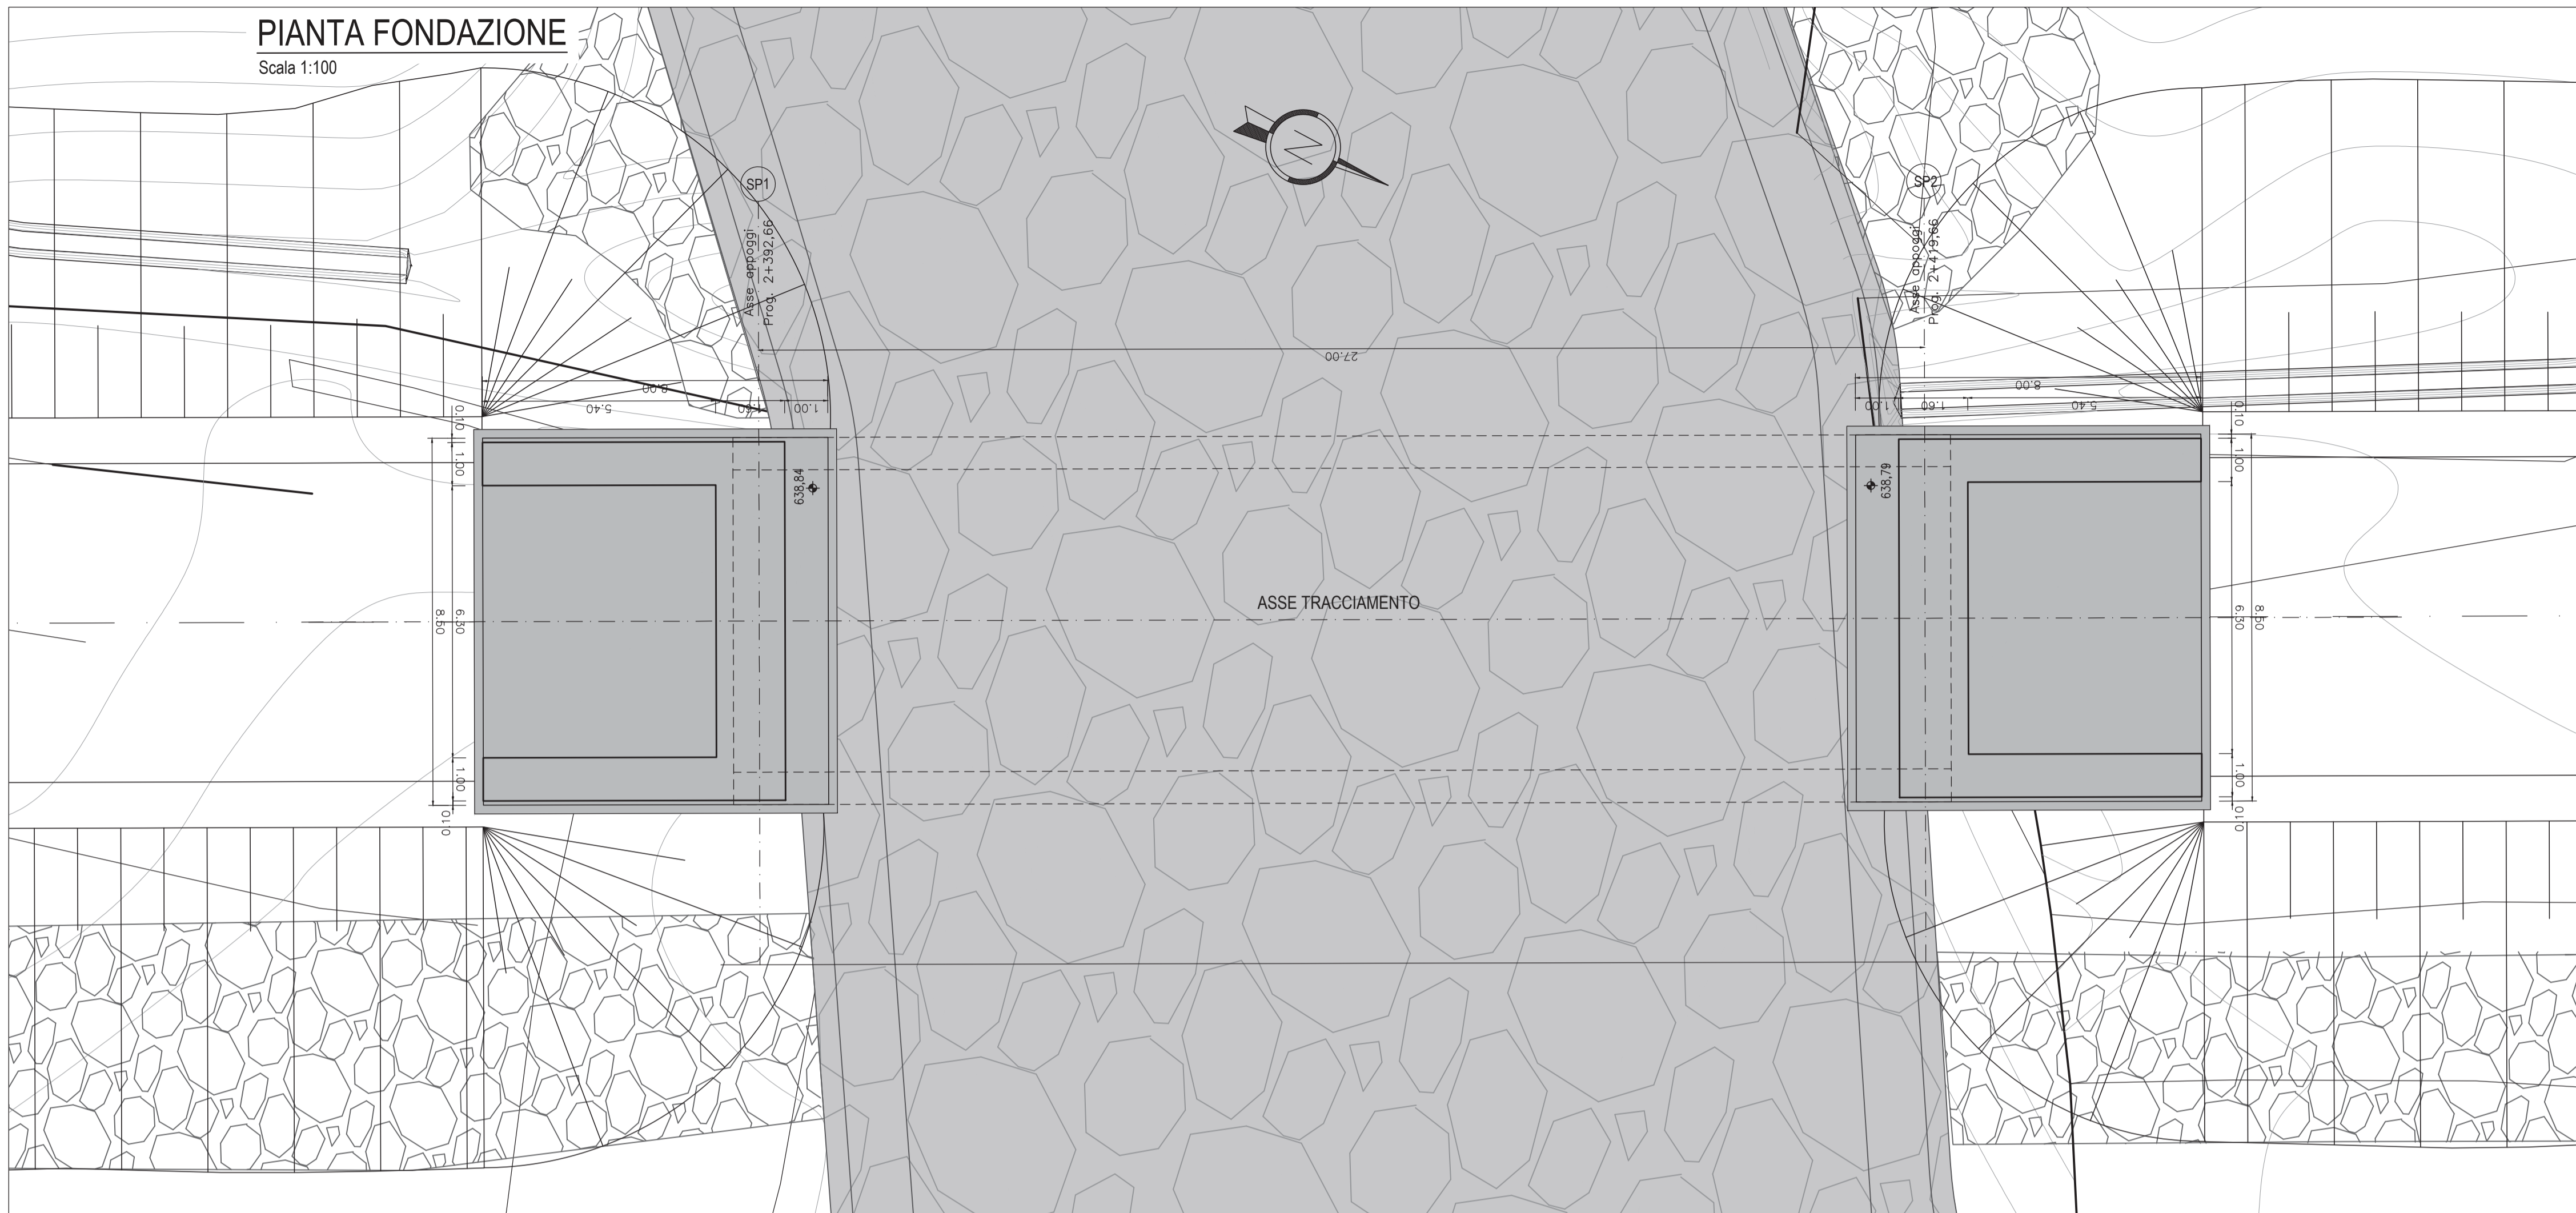 PIANTA FONDAZIONE
Scala 1:100
N
SP1
Asse appoggi
Prog. 2+392,66
SP2
Asse appoggi
Prog. 2+419,66
27.00
8.00
5.40
1.60
1.00
8.00
1.00
1.60
5.40
0.10
1.00
6.30
8.50
1.00
0.10
638,84
638,79
0.10
1.00
6.30
8.50
1.00
0.10
ASSE TRACCIAMENTO